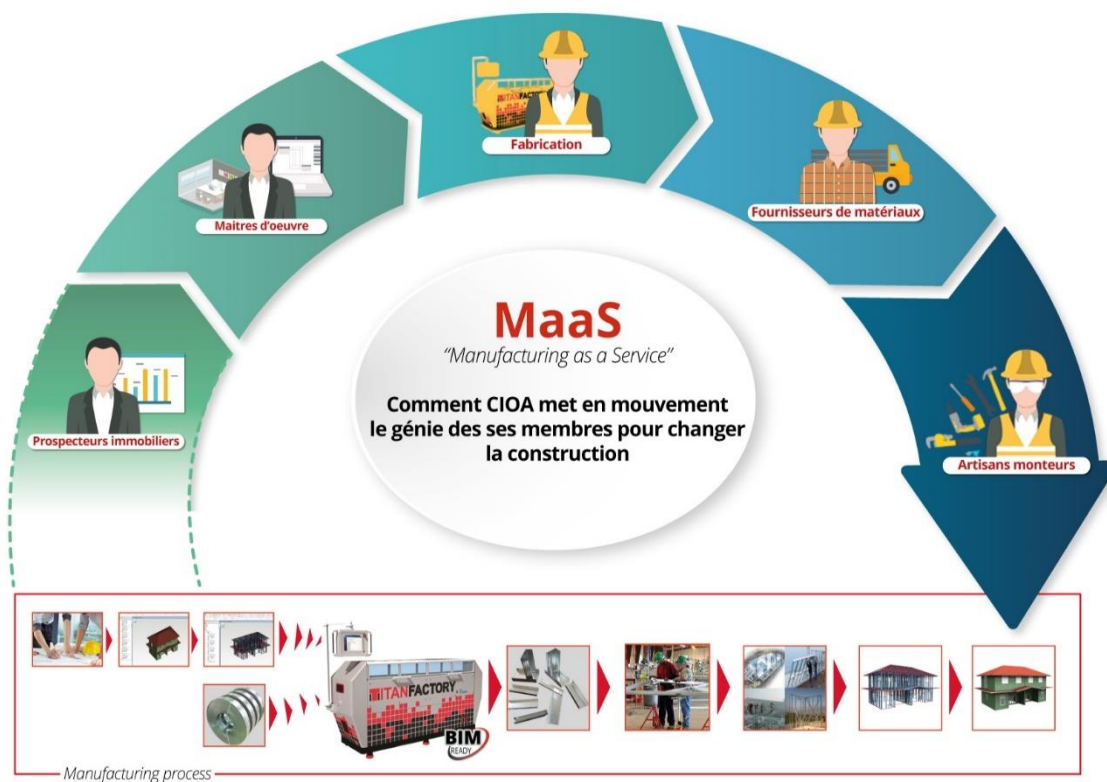 TITANFACTORY
Fabrication
Maitres d'oeuvre
Fournisseurs de matériaux
Prospecteurs immobiliers
Artisans monteurs
MaaS
“Manufacturing as a Service”
Comment CIOA met en mouvement
le génie des ses membres pour changer
la construction
TITANFACTORY
BIM
READY
Manufacturing process